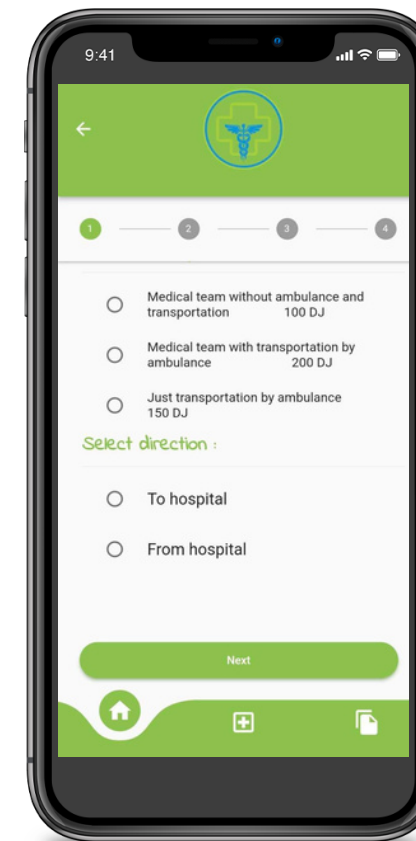 9:41
1 2 3 4
Medical team without ambulance and
transportation 100 DJ
Medical team with transportation by
ambulance 200 DJ
Just transportation by ambulance
150 DJ
Select direction :
To hospital
From hospital
Next